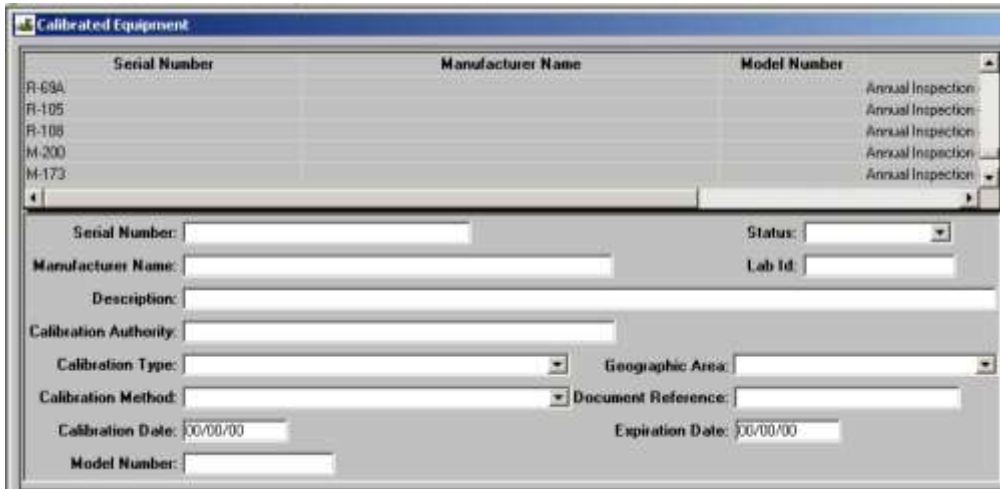 Calibrated Equipment
Serial Number Manufacturer Name Model Number
R-69A Annual Inspection
R-105 Annual Inspection
R-108 Annual Inspection
M-200 Annual Inspection
M-173 Annual Inspection
Serial Number: Status:
Manufacturer Name: Lab Id:
Description:
Calibration Authority:
Calibration Type: Geographic Area:
Calibration Method: Document Reference:
Calibration Date: 00/00/00 Expiration Date: 00/00/00
Model Number: